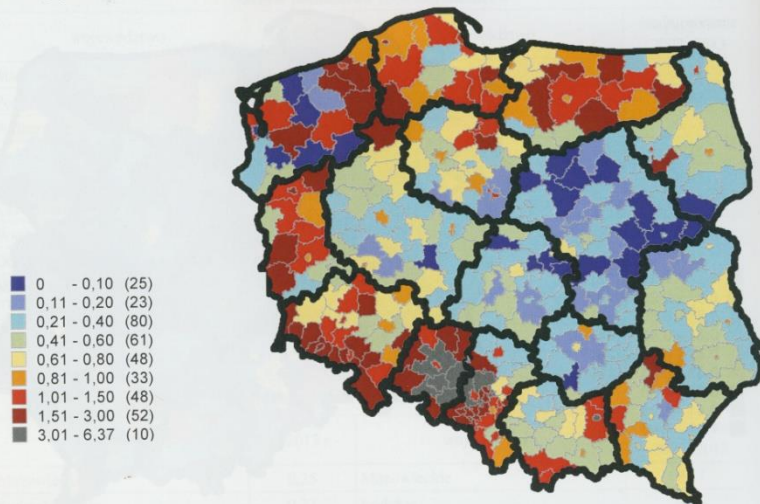 0 - 0,10 (25)
0,11 - 0,20 (23)
0,21 - 0,40 (80)
0,41 - 0,60 (61)
0,61 - 0,80 (48)
0,81 - 1,00 (33)
1,01 - 1,50 (48)
1,51 - 3,00 (52)
3,01 - 6,37 (10)